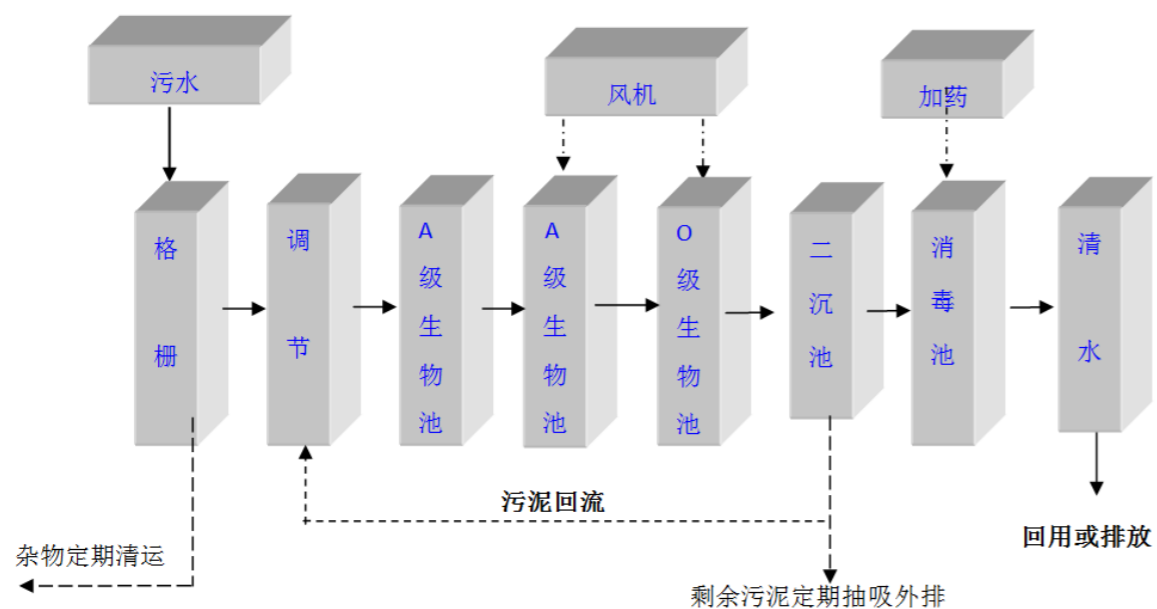 污水
风机
加药
格栅
调节
A级生物池
A级生物池
O级生物池
二沉池
消毒池
清水
污泥回流
回用或排放
杂物定期清运
剩余污泥定期抽吸外排